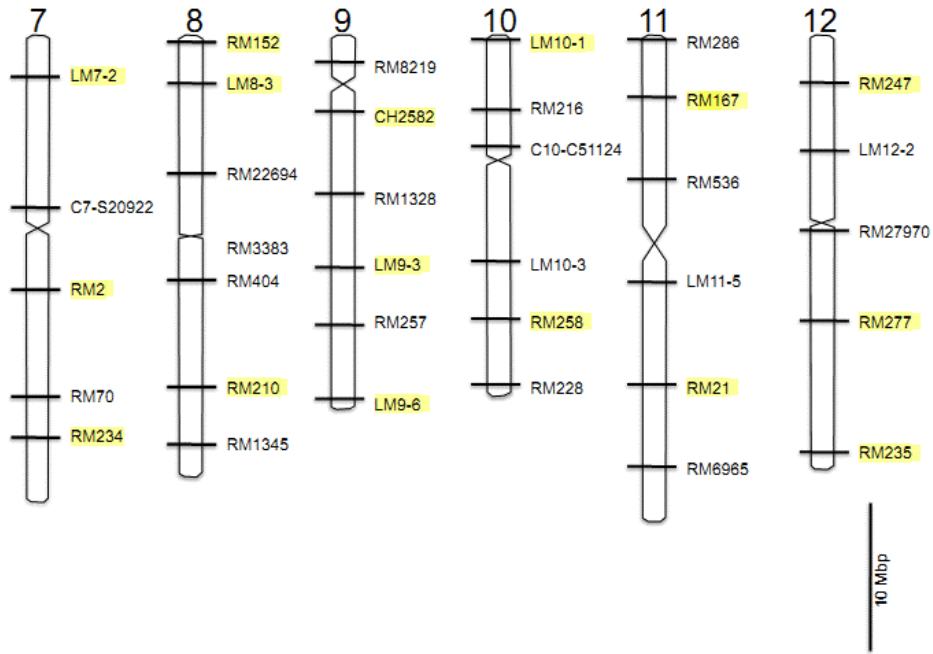 7
8
9
10
11
12
LM7-2
C7-S20922
RM2
RM70
RM234
RM152
LM8-3
RM22694
RM3383
RM404
RM210
RM1345
RM8219
CH2582
RM1328
LM9-3
RM257
LM9-6
LM10-1
RM216
C10-C51124
LM10-3
RM258
RM228
RM286
RM167
RM536
LM11-5
RM21
RM6965
RM247
LM12-2
RM27970
RM277
RM235
10 Mbp